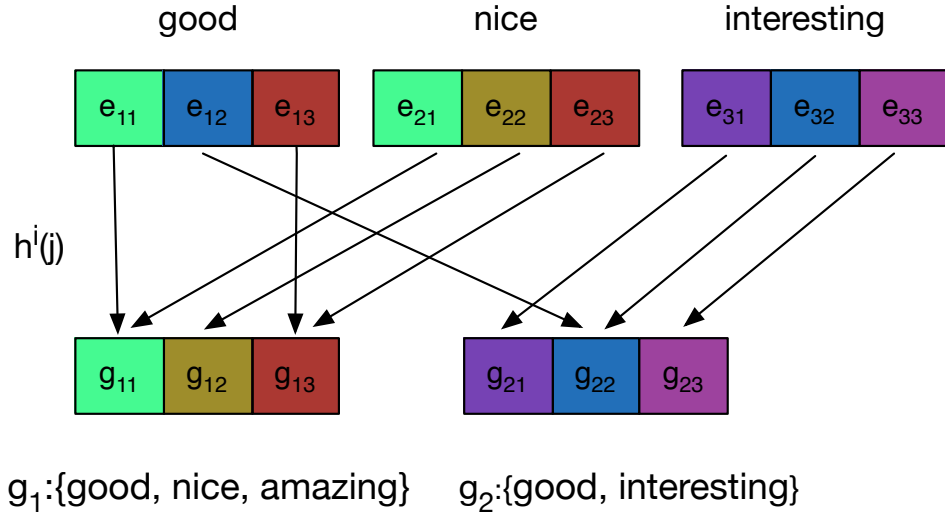 good nice interesting
e₁₁ e₁₂ e₁₃ e₂₁ e₂₂ e₂₃ e₃₁ e₃₂ e₃₃
hⁱ(j)
g₁₁ g₁₂ g₁₃ g₂₁ g₂₂ g₂₃
g₁:{good, nice, amazing} g₂:{good, interesting}